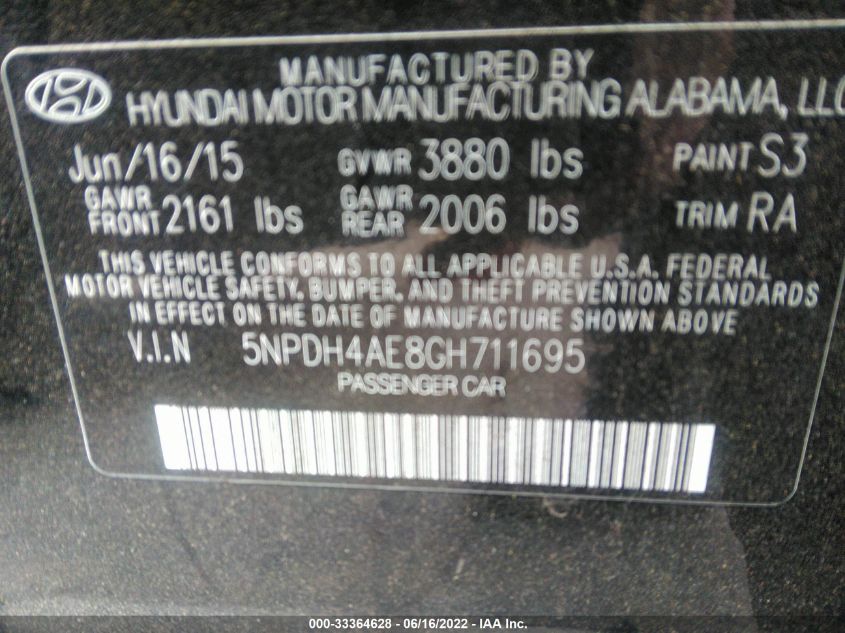 MANUFACTURED BY
HYUNDAI MOTOR MANUFACTURING ALABAMA, LLC
Jun/16/15 GVWR 3880 lbs PAINT S3
GAWR FRONT 2161 lbs GAWR REAR 2006 lbs TRIM RA
THIS VEHICLE CONFORMS TO ALL APPLICABLE U.S.A. FEDERAL
MOTOR VEHICLE SAFETY, BUMPER, AND THEFT PREVENTION STANDARDS
IN EFFECT ON THE DATE OF MANUFACTURE SHOWN ABOVE
V.I.N 5NPDH4AE8GH711695
PASSENGER CAR
000-33364628 - 06/16/2022 - IAA Inc.